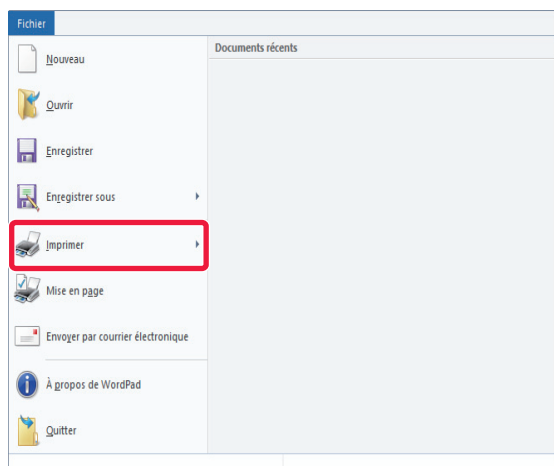 Fichier
Documents récents
Nouveau
Ouvrir
Enregistrer
Enregistrer sous
Imprimer
Mise en page
Envoyer par courrier électronique
À propos de WordPad
Quitter